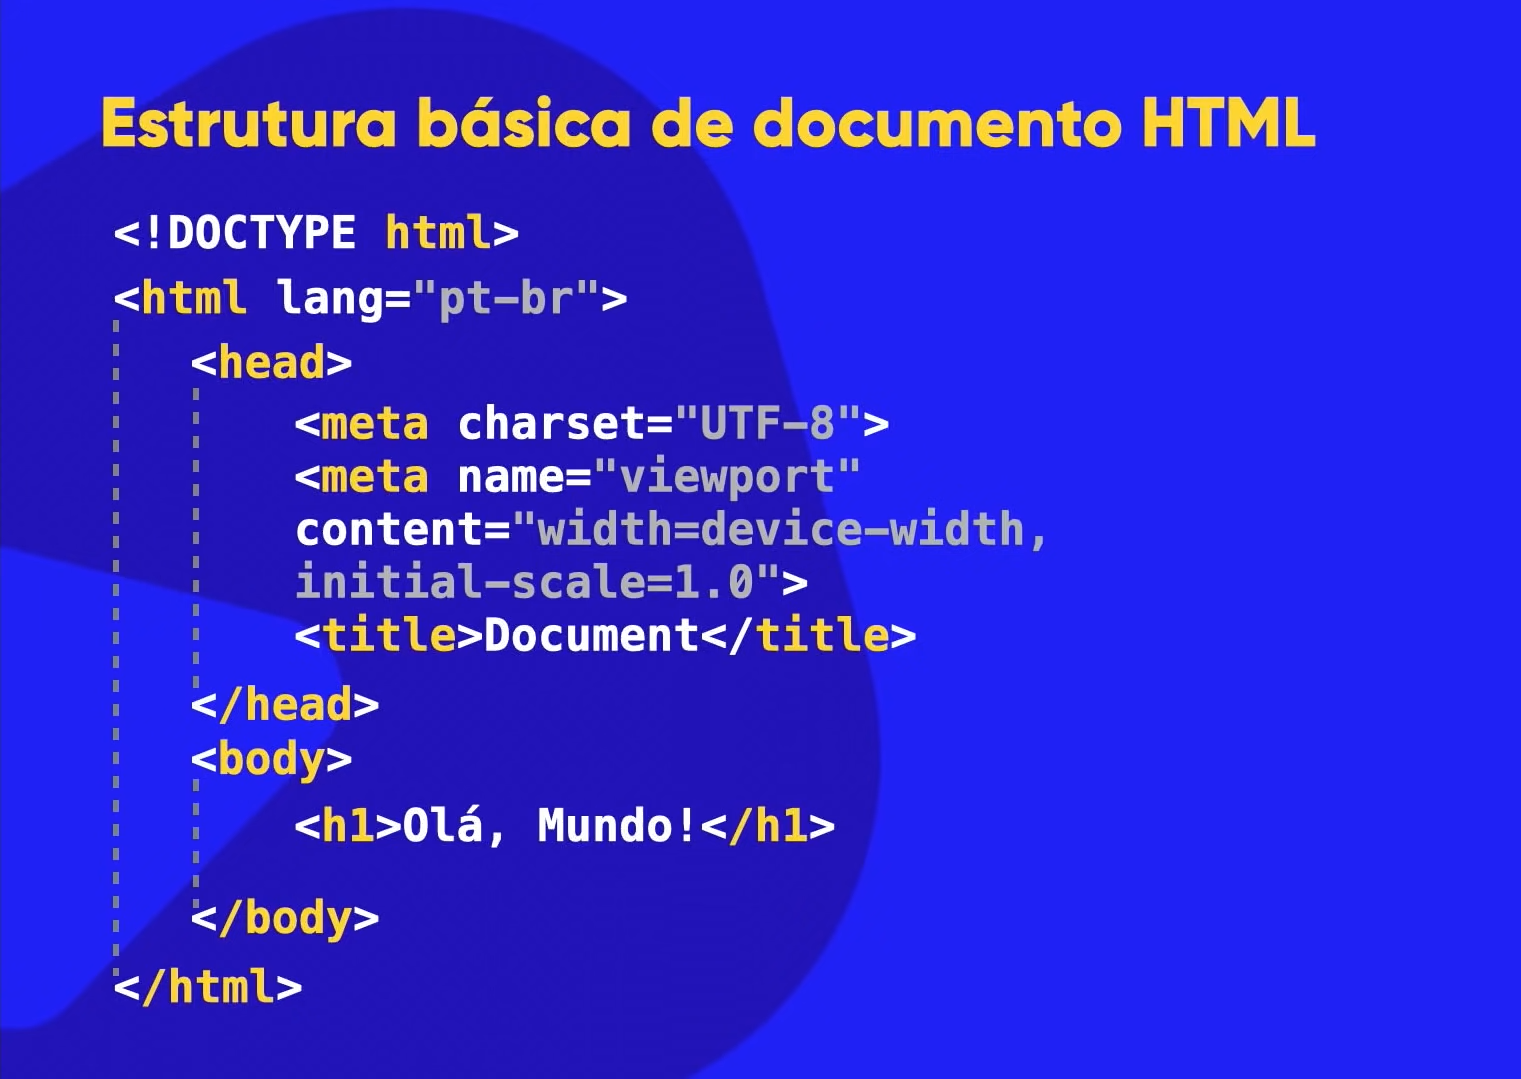 Estrutura básica de documento HTML
<!DOCTYPE html>
<html lang="pt-br">
<head>
<meta charset="UTF-8">
<meta name="viewport"
content="width=device-width,
initial-scale=1.0">
<title>Document</title>
</head>
<body>
<h1>Olá, Mundo!</h1>
</body>
</html>